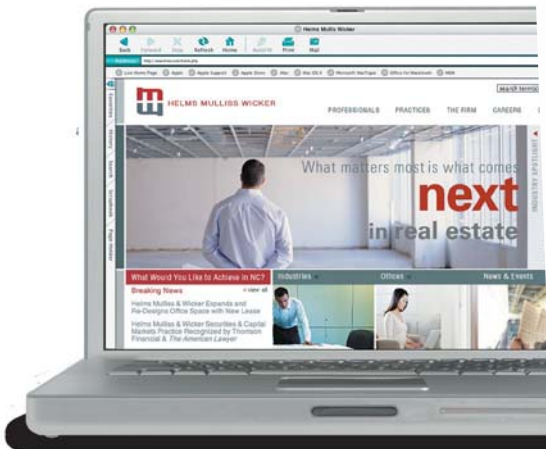 Helms Mullis Wicker
Back Forward Stop Refresh Home AutoFill Print Mail
Live Home Page Apple Apple Support Apple Store iMac Mac OS X Microsoft MacTopia Office for Macintosh MSN
search term(s)
HELMS MULLISS WICKER
PROFESSIONALS PRACTICES THE FIRM CAREERS
Favorites
History
Search
Scrapbook
Page Holder
What matters most is what comes
next
in real estate
INDUSTRY SPOTLIGHT
What Would You Like to Achieve in NC?
Industries Offices News & Events
Breaking News
» view all
Helms Mulliss & Wicker Expands and
Re-Designs Office Space with New Lease
Helms Mulliss & Wicker Securities & Capital
Markets Practice Recognized by Thomson
Financial & The American Lawyer